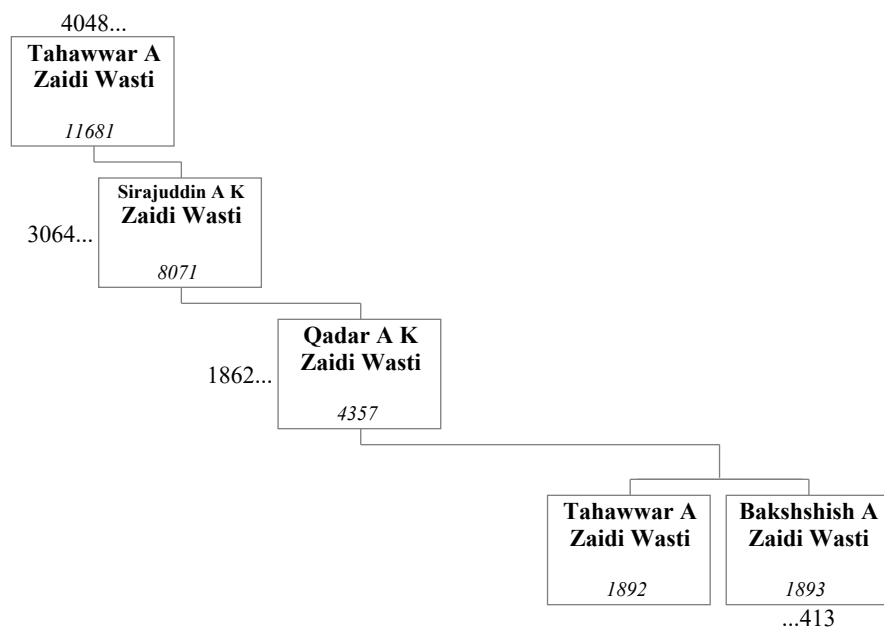 4048...
Tahawwar A
Zaidi Wasti
11681
Sirajuddin A K
Zaidi Wasti
3064...
8071
Qadar A K
Zaidi Wasti
1862...
4357
Tahawwar A
Zaidi Wasti
1892
Bakshshish A
Zaidi Wasti
1893
...413